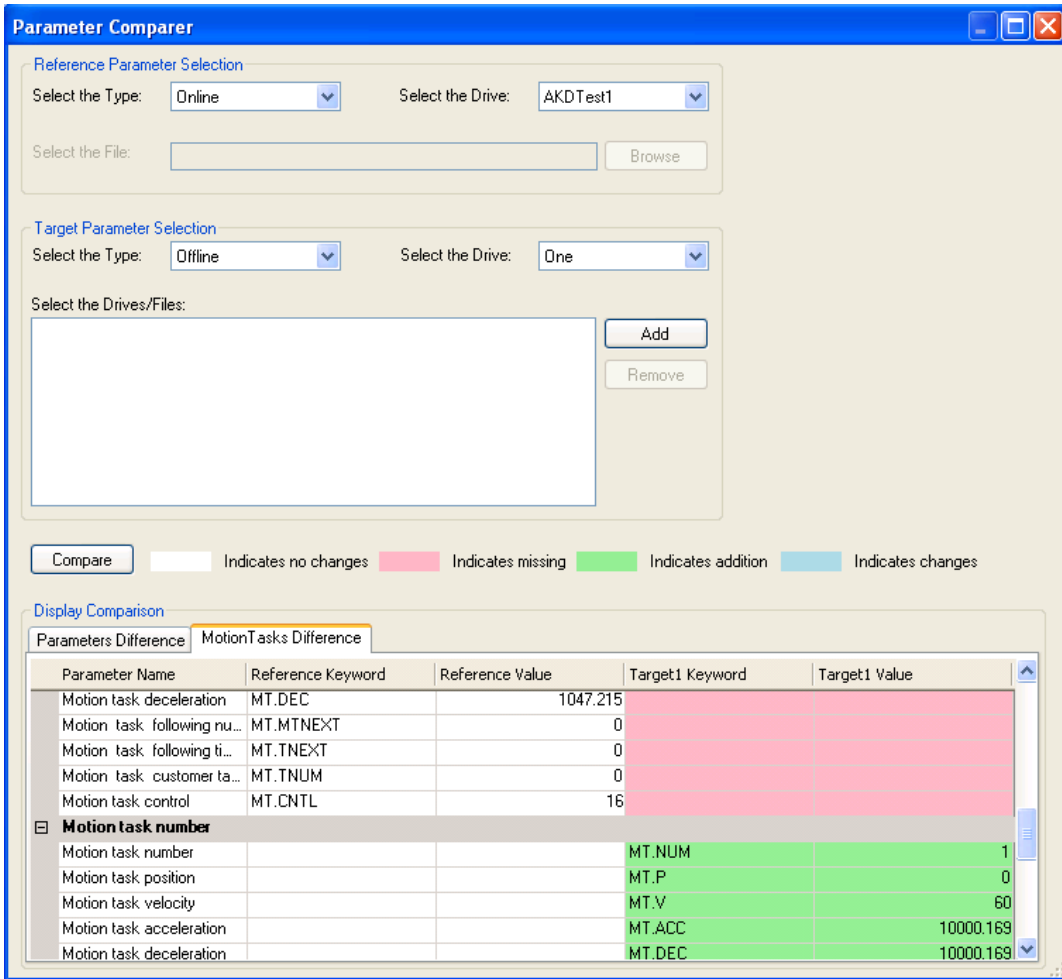 Parameter Comparer
Reference Parameter Selection
Select the Type: Online Select the Drive: AKDTest1
Select the File: Browse
Target Parameter Selection
Select the Type: Offline Select the Drive: One
Select the Drives/Files:
Add
Remove
Compare Indicates no changes Indicates missing Indicates addition Indicates changes
Display Comparison
Parameters Difference MotionTasks Difference
Parameter Name Reference Keyword Reference Value Target1 Keyword Target1 Value
Motion task deceleration MT.DEC 1047.215
Motion task following nu... MT.MTNEXT 0
Motion task following ti... MT.TNEXT 0
Motion task customer ta... MT.TNUM 0
Motion task control MT.CNTL 16
Motion task number
Motion task number MT.NUM 1
Motion task position MT.P 0
Motion task velocity MT.V 60
Motion task acceleration MT.ACC 10000.169
Motion task deceleration MT.DEC 10000.169